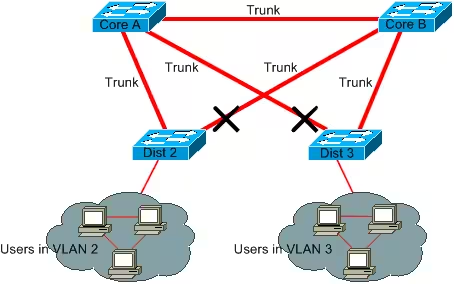 Trunk
Core A
Core B
Trunk
Trunk
Trunk
Trunk
Dist 2
Dist 3
Users in VLAN 2
Users in VLAN 3